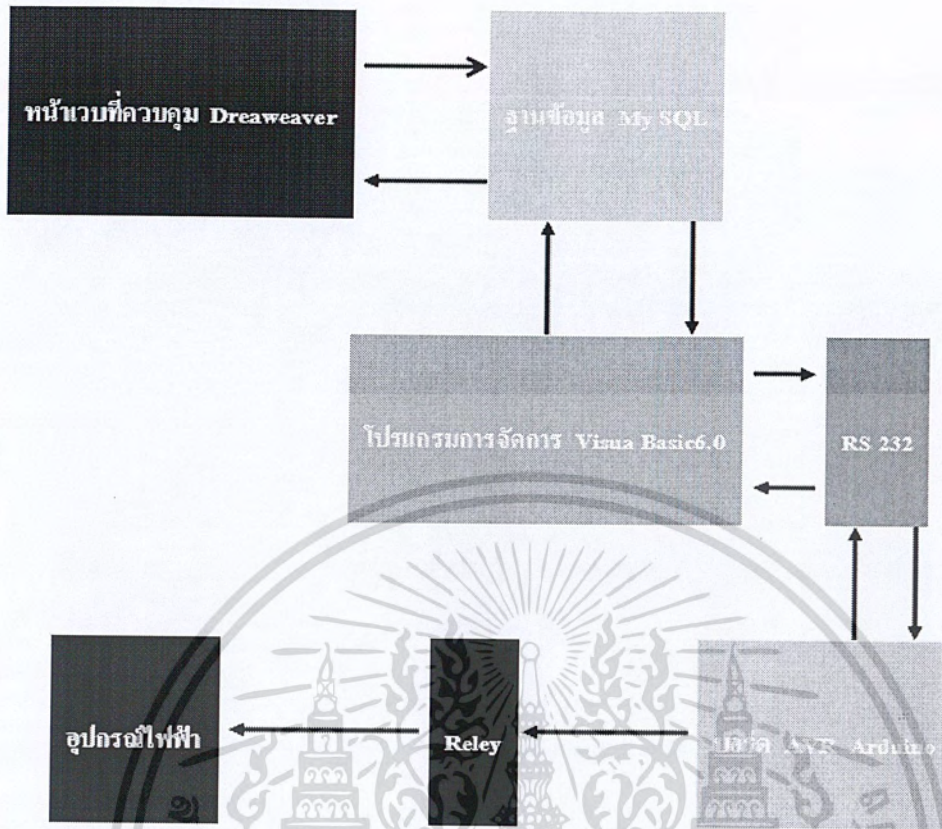 หน้าเวบที่ควบคุม Dreaweaver
ฐานข้อมูล My SQL
โปรแกรมการจัดการ Visua Basic6.0
RS 232
อุปกรณ์ไฟฟ้า
Reley
AVR Arduino